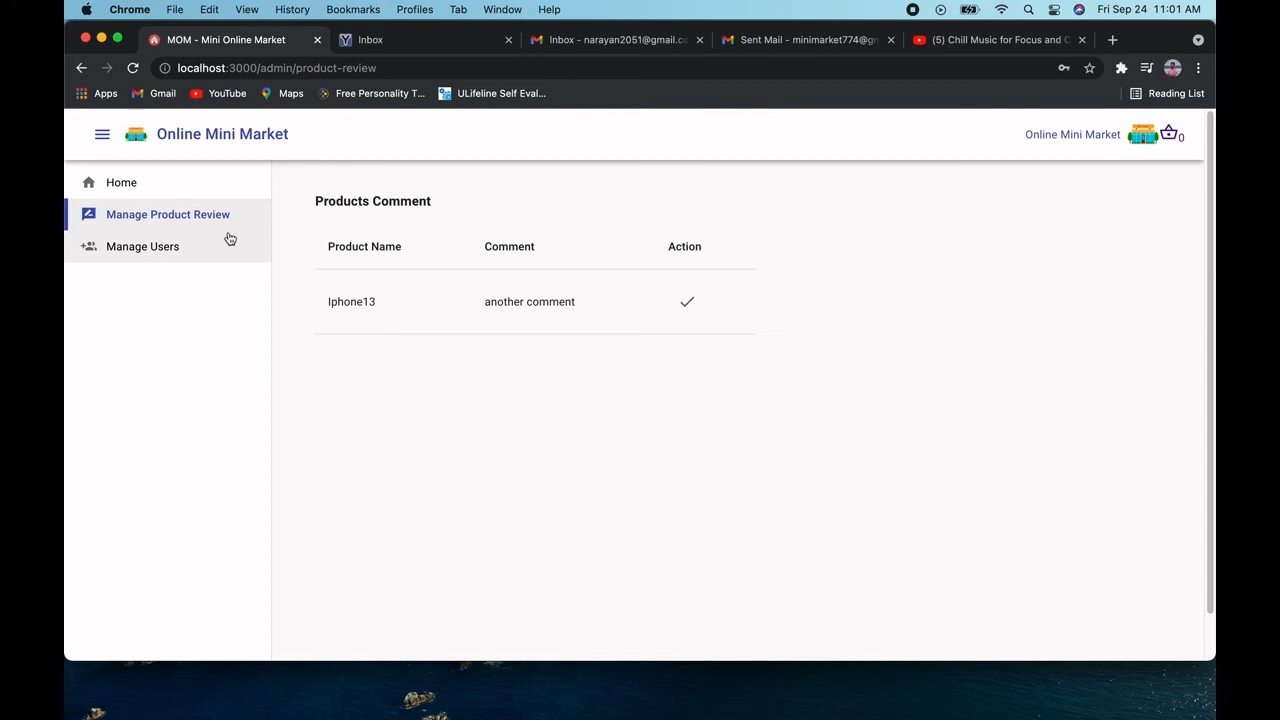 Chrome File Edit View History Bookmarks Profiles Tab Window Help Fri Sep 24 11:01 AM
MOM - Mini Online Market Inbox Inbox - narayan2051@gmail.co Sent Mail - minimarket774@gm (5) Chill Music for Focus and C
localhost:3000/admin/product-review
Apps Gmail YouTube Maps Free Personality T... ULifeline Self Eval... Reading List
Online Mini Market Online Mini Market 0
Home
Manage Product Review
Manage Users
Products Comment
Product Name Comment Action
Iphone13 another comment